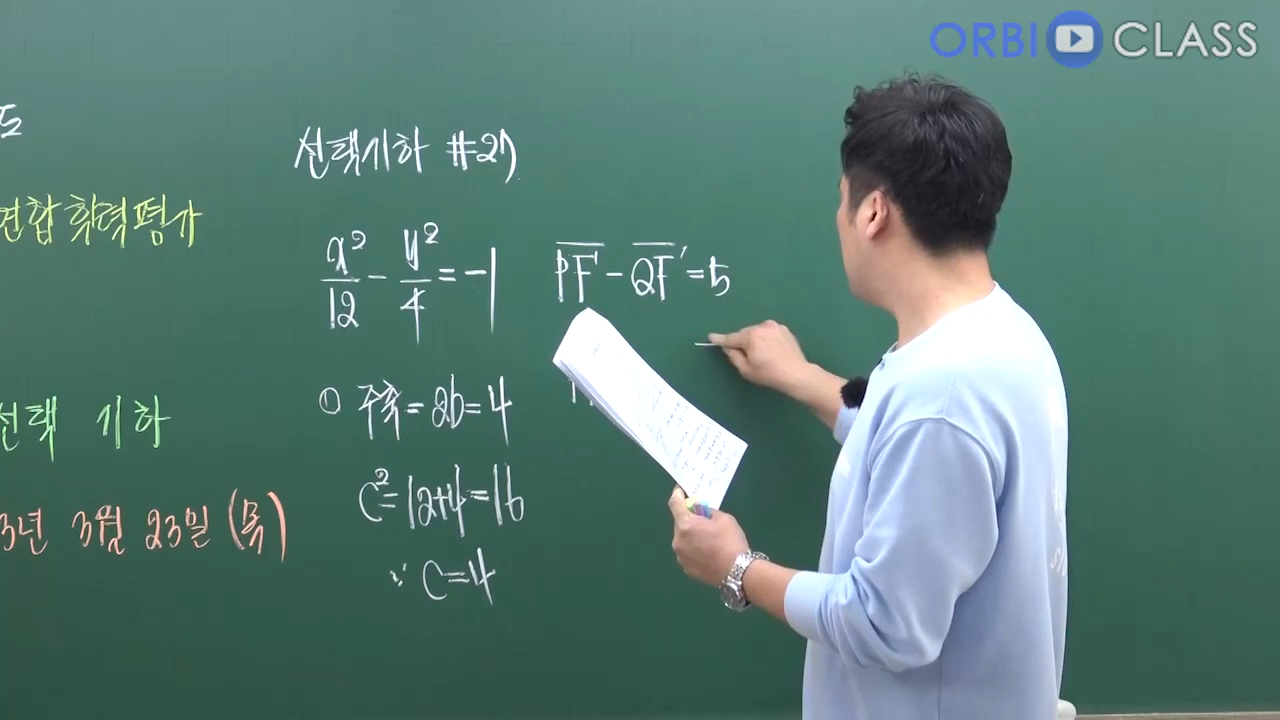 ORBI CLASS
도
연합학력평가
선택 기하
3년 3월 23일 (목)
선택기하 #27)
x²/12 - y²/4 = -1
① 주축 = 2b = 4
c² = 12+4 = 16
∴ c=4
PF' - QF' = 5